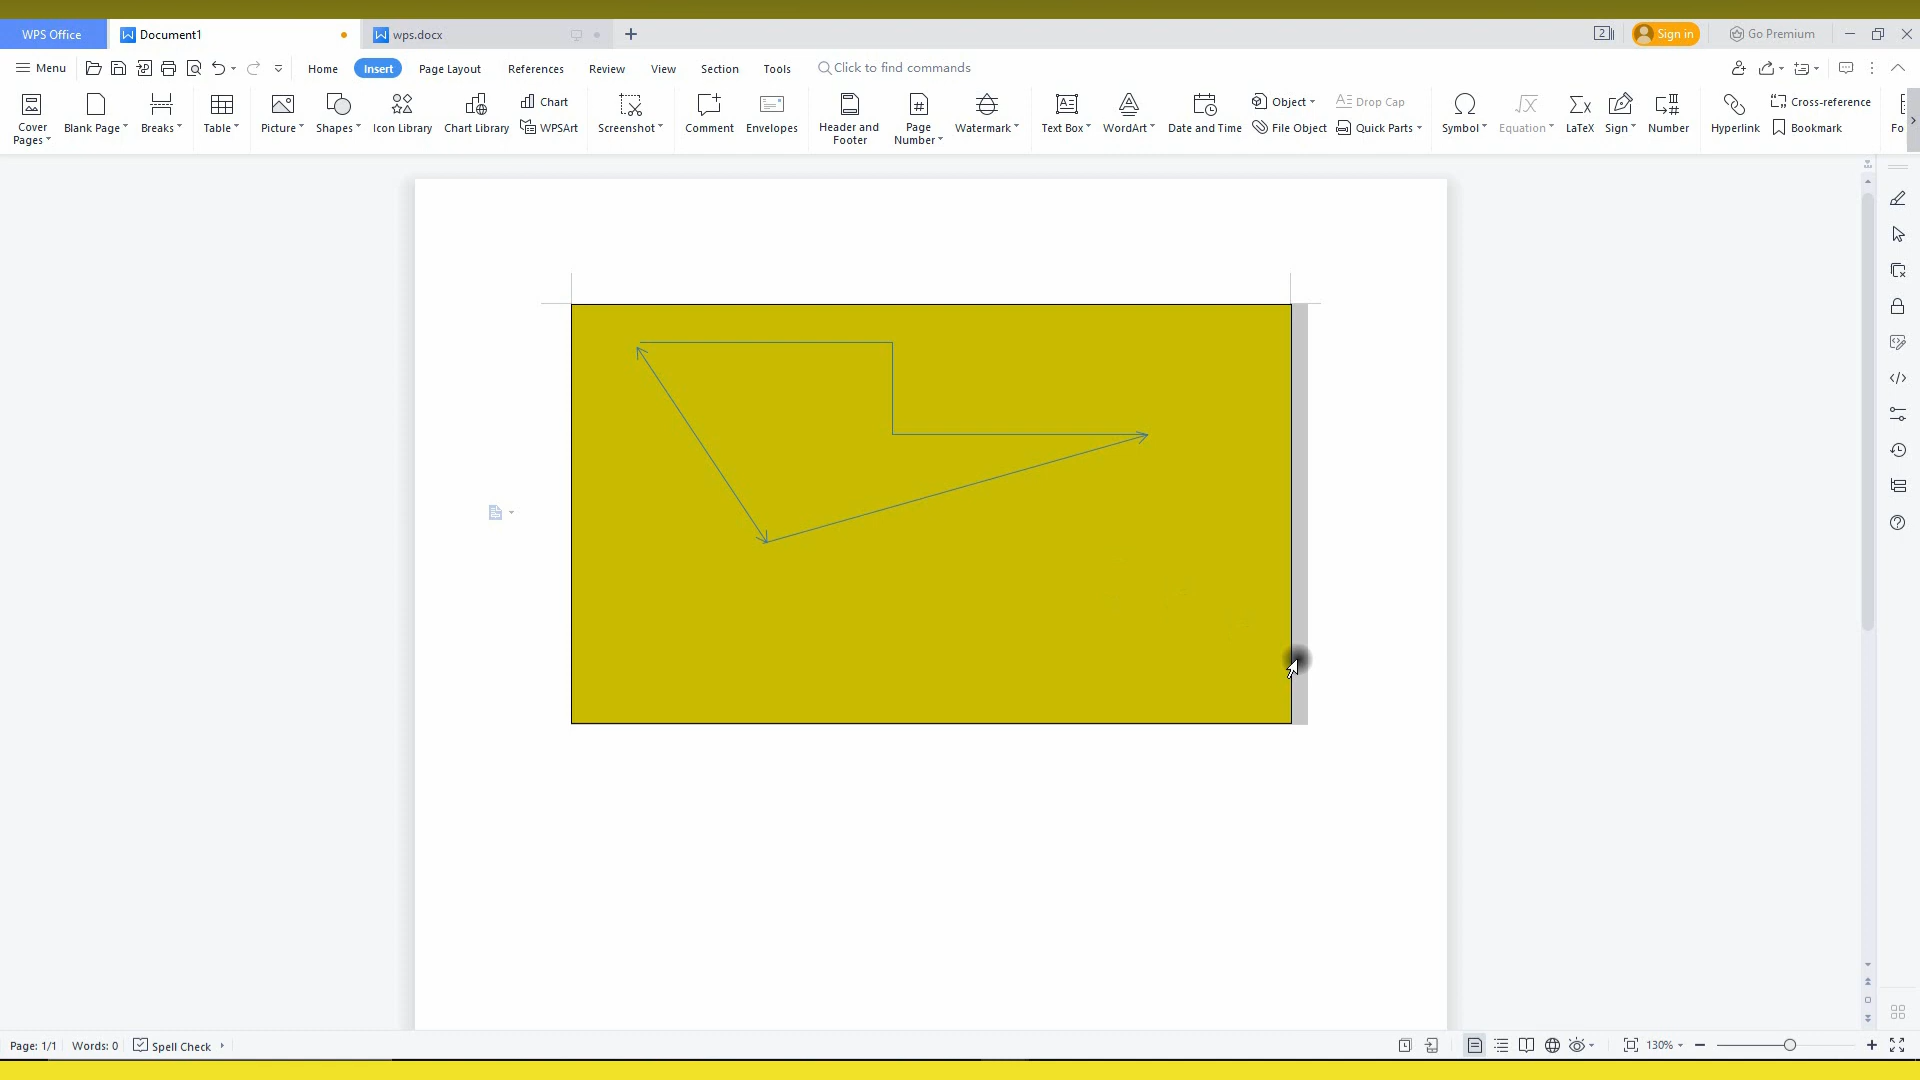 WPS Office
Document1
wps.docx
2
Sign in
Go Premium
Menu
Home
Insert
Page Layout
References
Review
View
Section
Tools
Click to find commands
Cover Pages
Blank Page
Breaks
Table
Picture
Shapes
Icon Library
Chart Library
Chart
WPSArt
Screenshot
Comment
Envelopes
Header and Footer
Page Number
Watermark
Text Box
WordArt
Date and Time
Object
File Object
Drop Cap
Quick Parts
Symbol
Equation
LaTeX
Sign
Number
Hyperlink
Cross-reference
Bookmark
Fo
Page: 1/1
Words: 0
Spell Check
130%